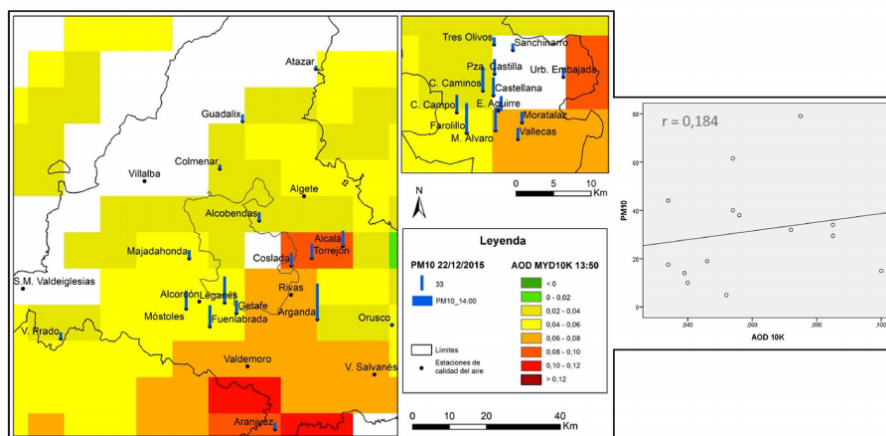 Atazar
Guadalix
Colmenar
Villalba
Algete
Alcobendas
Majadahonda
Alcalá
Torrejón
Coslada
S.M. Valdeiglesias
Alcorcón
Leganés
Rivas
Getafe
Arganda
Móstoles
Fuenlabrada
Orusco
V. Prado
Valdemoro
V. Salvanés
Aranjuez
Tres Olivos
Sanchinarro
Pza. Castilla
Urb. Embajada
C. Caminos
Castellana
C. Campo
E. Aguirre
Farolillo
Moratalaz
M. Alvaro
Vallecas
0 5 10
Km
N
Leyenda
PM10 22/12/2015
33
PM10_14:00
Límites
Estaciones de
calidad del aire
AOD MYD10K 13:50
< 0
0 - 0,02
0,02 - 0,04
0,04 - 0,06
0,06 - 0,08
0,08 - 0,10
0,10 - 0,12
> 0,12
0 10 20 40
Km
r = 0,184
PM10
80
60
40
20
0
,040 ,060 ,080 ,100
AOD 10K